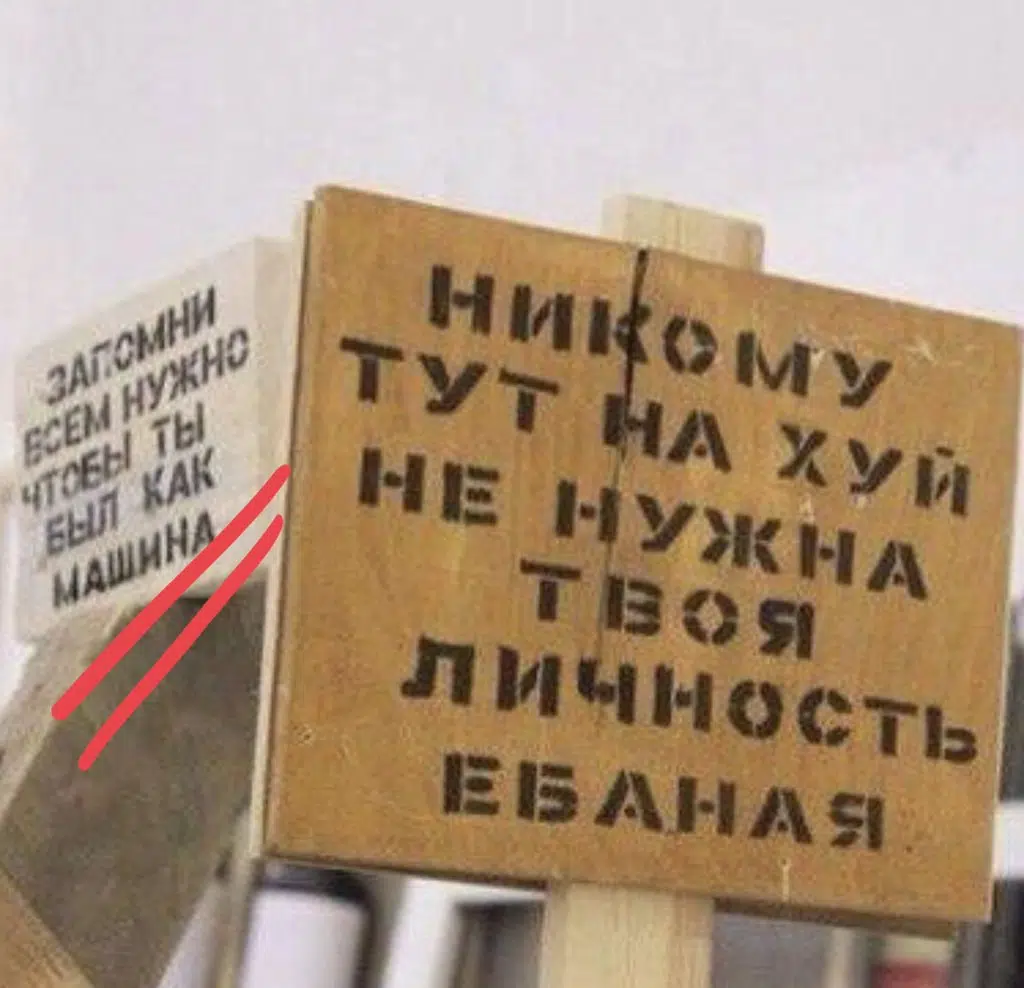 ЗАПОМНИ
ВСЕМ НУЖНО
ЧТОБЫ ТЫ
БЫЛ КАК
МАШИНА
НИКОМУ
ТУТ НА ХУЙ
НЕ НУЖНА
ТВОЯ
ЛИЧНОСТЬ
ЕБАНАЯ